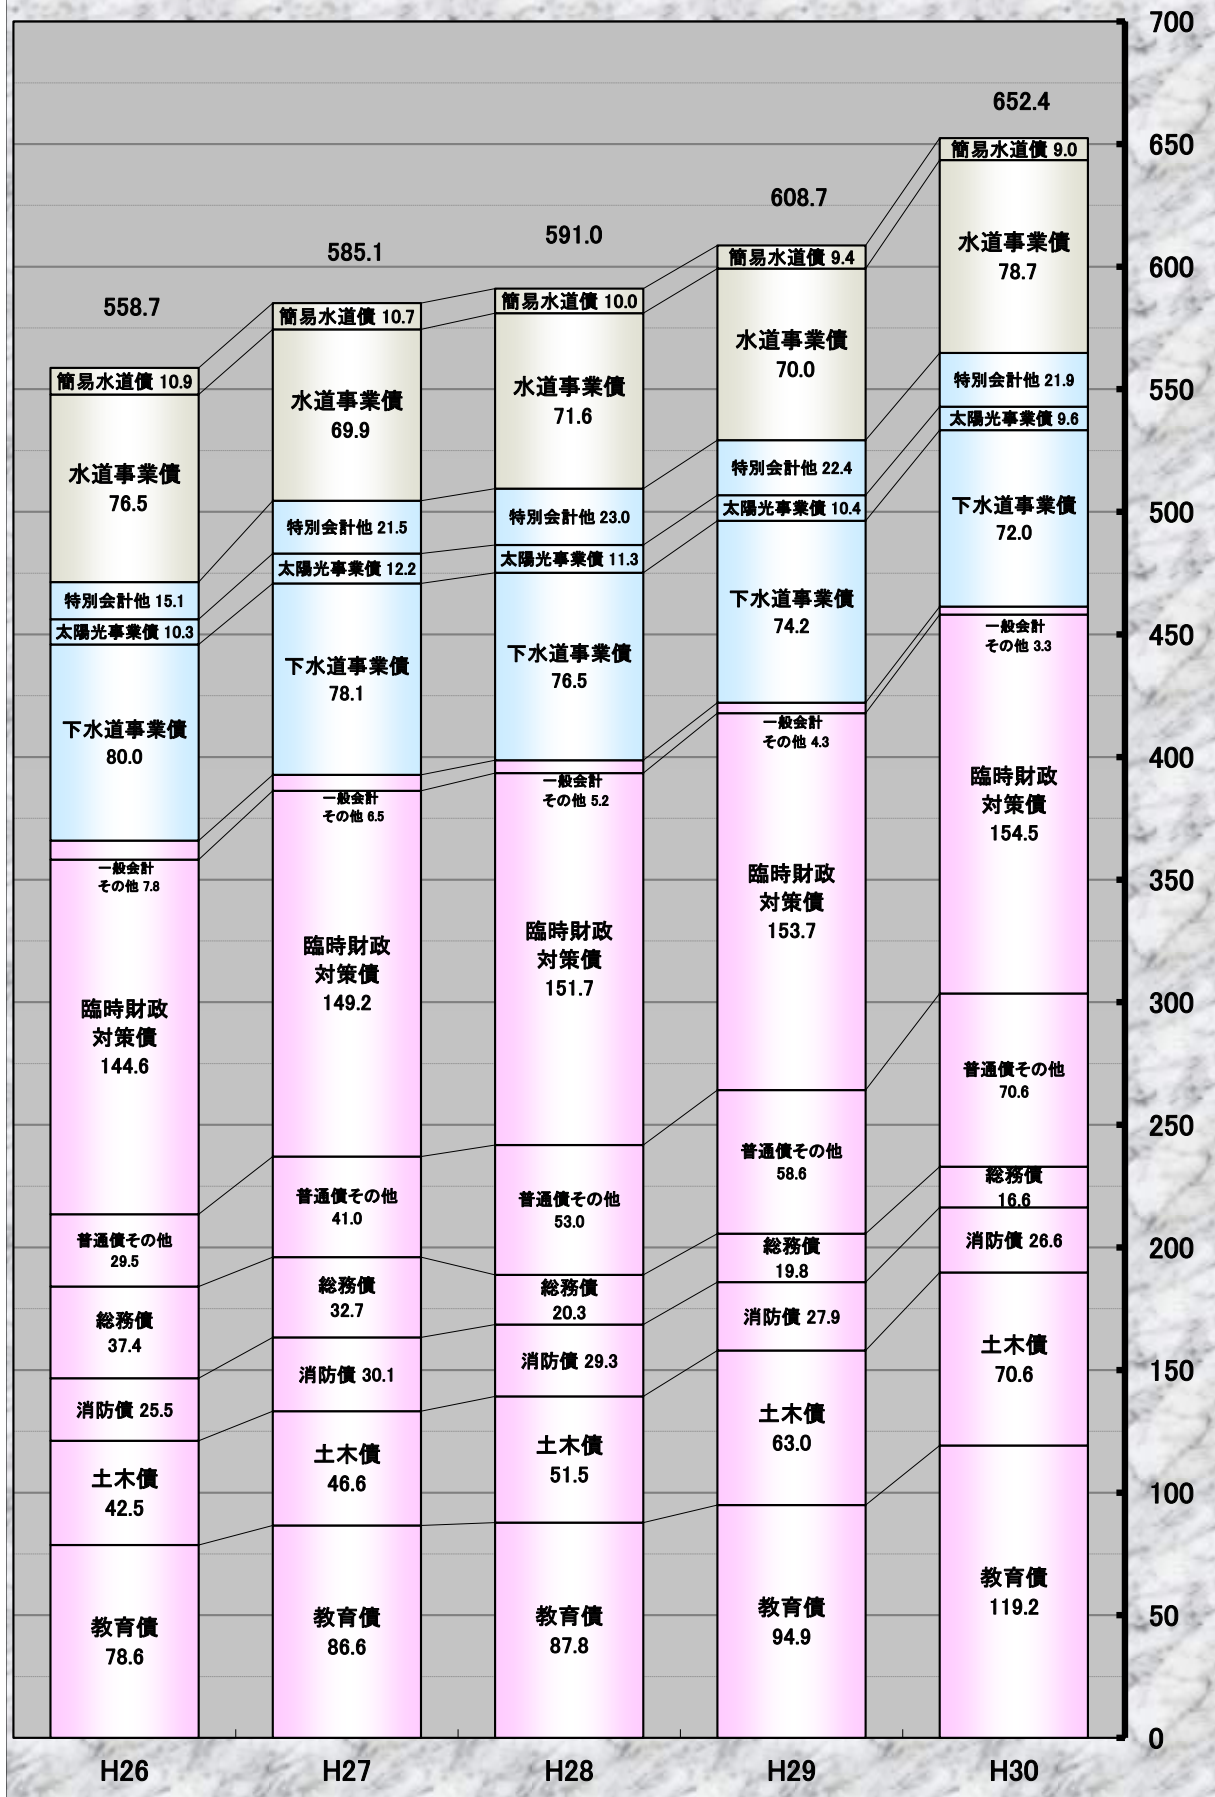 700
650
600
550
500
450
400
350
300
250
200
150
100
50
0
558.7
簡易水道債 10.9
水道事業債
76.5
特別会計他 15.1
太陽光事業債 10.3
下水道事業債
80.0
一般会計
その他 7.8
臨時財政
対策債
144.6
普通債その他
29.5
総務債
37.4
消防債 25.5
土木債
42.5
教育債
78.6
H26
585.1
簡易水道債 10.7
水道事業債
69.9
特別会計他 21.5
太陽光事業債 12.2
下水道事業債
78.1
一般会計
その他 6.5
臨時財政
対策債
149.2
普通債その他
41.0
総務債
32.7
消防債 30.1
土木債
46.6
教育債
86.6
H27
591.0
簡易水道債 10.0
水道事業債
71.6
特別会計他 23.0
太陽光事業債 11.3
下水道事業債
76.5
一般会計
その他 5.2
臨時財政
対策債
151.7
普通債その他
53.0
総務債
20.3
消防債 29.3
土木債
51.5
教育債
87.8
H28
608.7
簡易水道債 9.4
水道事業債
70.0
特別会計他 22.4
太陽光事業債 10.4
下水道事業債
74.2
一般会計
その他 4.3
臨時財政
対策債
153.7
普通債その他
58.6
総務債
19.8
消防債 27.9
土木債
63.0
教育債
94.9
H29
652.4
簡易水道債 9.0
水道事業債
78.7
特別会計他 21.9
太陽光事業債 9.6
下水道事業債
72.0
一般会計
その他 3.3
臨時財政
対策債
154.5
普通債その他
70.6
総務債
16.6
消防債 26.6
土木債
70.6
教育債
119.2
H30